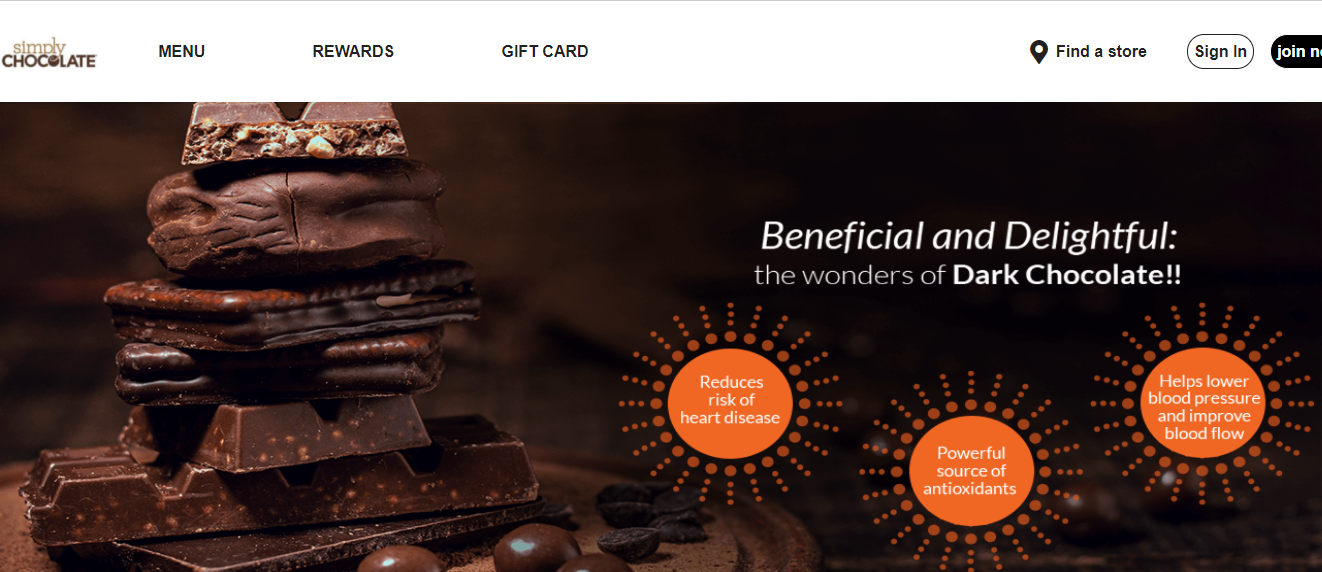 simply
CHOCOLATE
MENU
REWARDS
GIFT CARD
Find a store
Sign In
join
Beneficial and Delightful:
the wonders of Dark Chocolate!!
Reduces
risk of
heart disease
Powerful
source of
antioxidants
Helps lower
blood pressure
and improve
blood flow